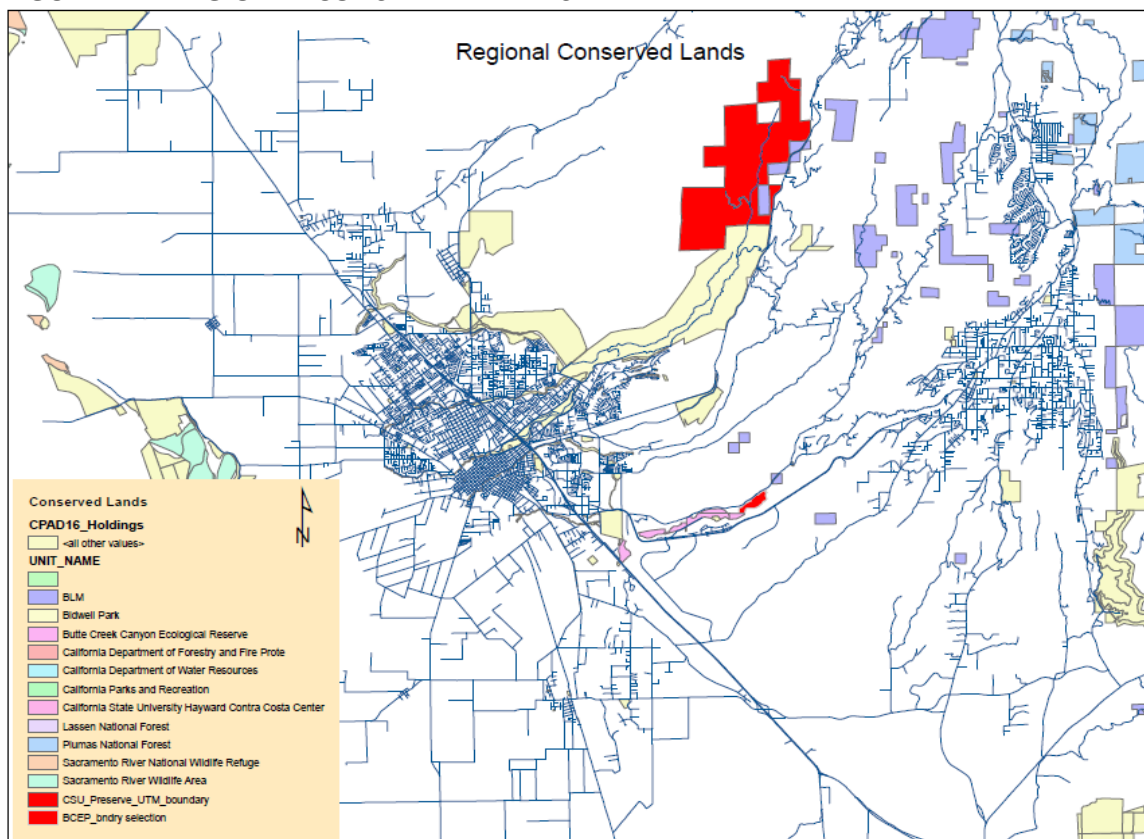 Regional Conserved Lands
Conserved Lands
CPAD16_Holdings
<all other values>
UNIT_NAME
BLM
Bidwell Park
Butte Creek Canyon Ecological Reserve
California Department of Forestry and Fire Prote
California Department of Water Resources
California Parks and Recreation
California State University Hayward Contra Costa Center
Lassen National Forest
Plumas National Forest
Sacramento River National Wildlife Refuge
Sacramento River Wildlife Area
CSU_Preserve_UTM_boundary
BCEP_bndry selection
N